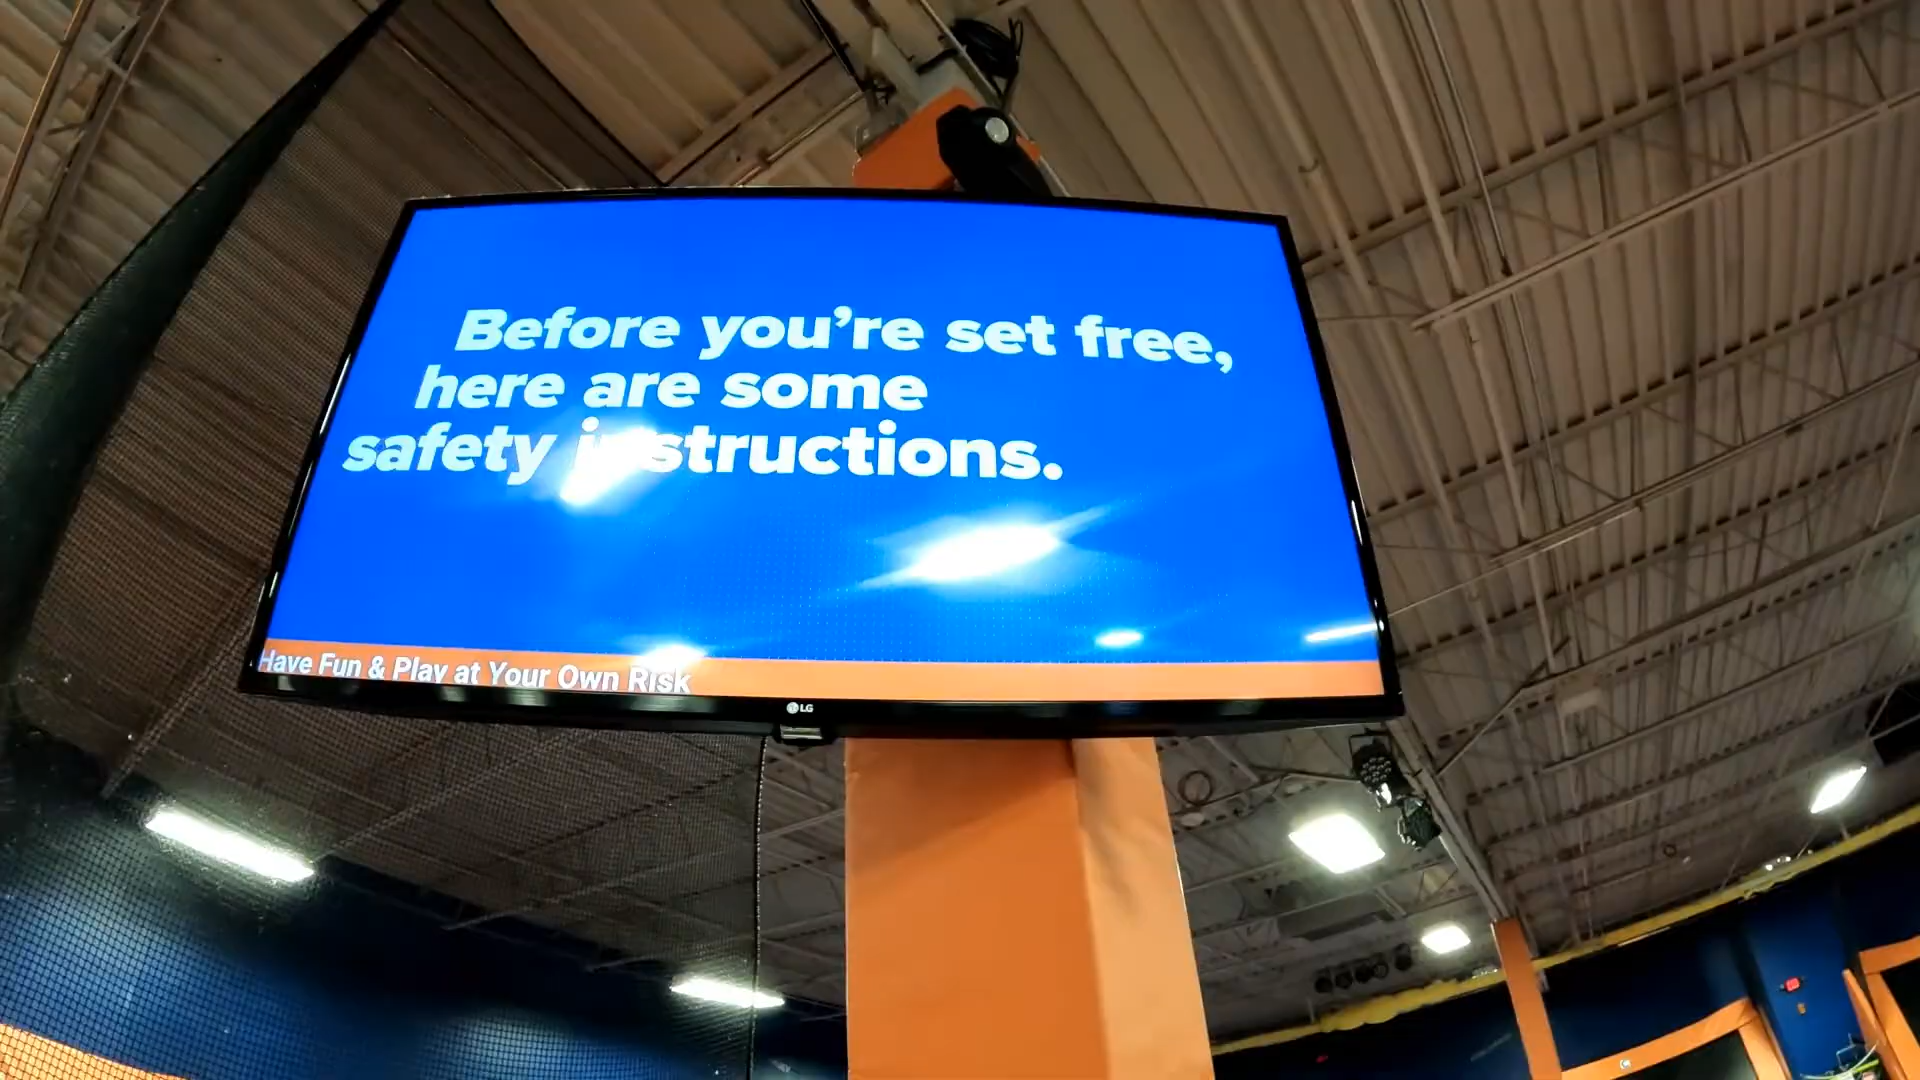 Before you're set free,
here are some
safety instructions.
Have Fun & Play at Your Own Risk
LG